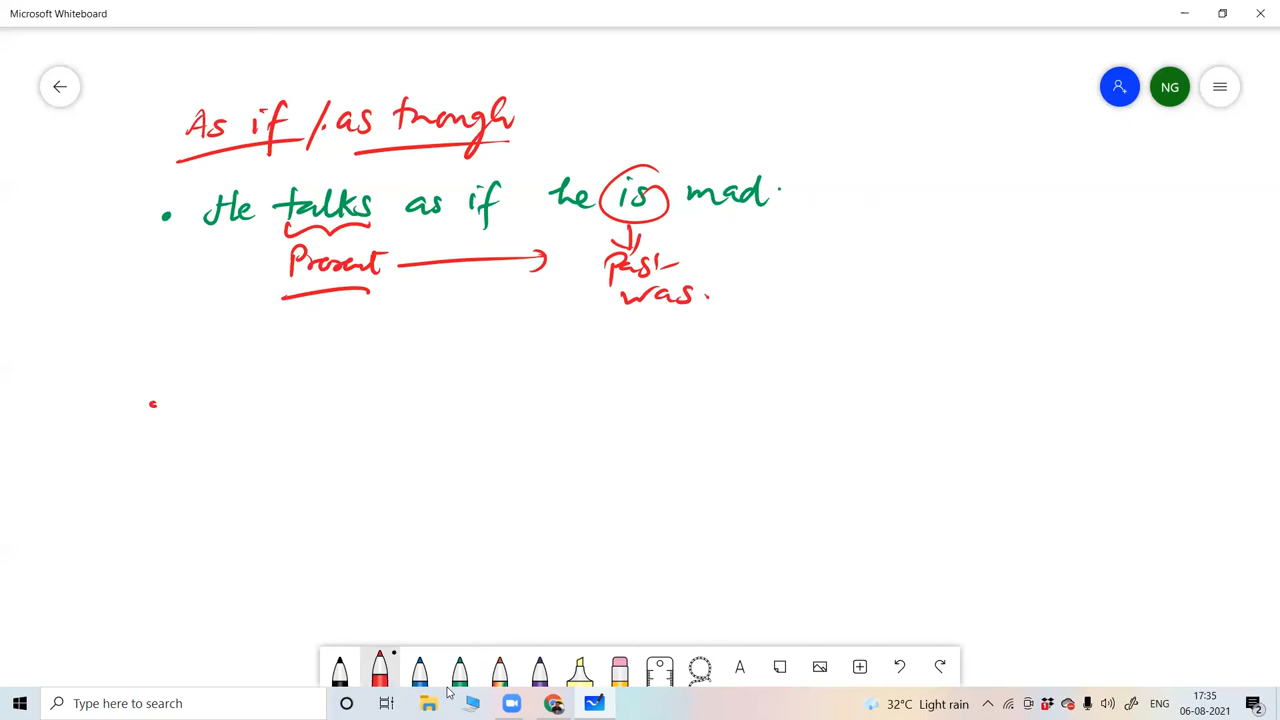 Microsoft Whiteboard
NG
As if / as though
• He talks as if he is mad.
Present
Past
was.
A
Type here to search
32°C Light rain
ENG
17:35
06-08-2021
2